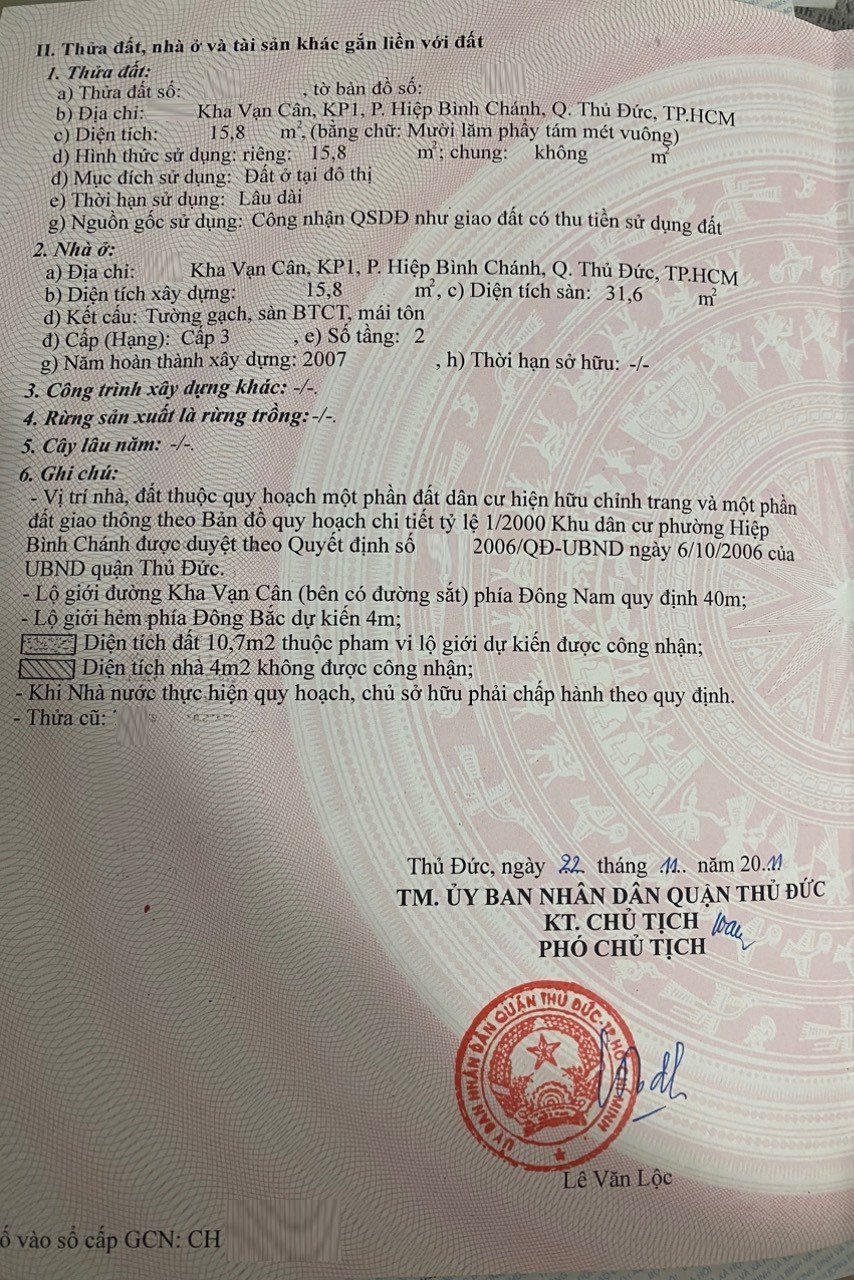 II. Thửa đất, nhà ở và tài sản khác gắn liền với đất
1. Thửa đất:
a) Thửa đất số: , tờ bản đồ số:
b) Địa chỉ: Kha Vạn Cân, KP1, P. Hiệp Bình Chánh, Q. Thủ Đức, TP.HCM
c) Diện tích: 15,8 m², (bằng chữ: Mười lăm phẩy tám mét vuông)
d) Hình thức sử dụng: riêng: 15,8 m²; chung: không m²
đ) Mục đích sử dụng: Đất ở tại đô thị
e) Thời hạn sử dụng: Lâu dài
g) Nguồn gốc sử dụng: Công nhận QSDĐ như giao đất có thu tiền sử dụng đất
2. Nhà ở:
a) Địa chỉ: Kha Vạn Cân, KP1, P. Hiệp Bình Chánh, Q. Thủ Đức, TP.HCM
b) Diện tích xây dựng: 15,8 m², c) Diện tích sàn: 31,6 m²
d) Kết cấu: Tường gạch, sàn BTCT, mái tôn
đ) Cấp (Hạng): Cấp 3 , e) Số tầng: 2
g) Năm hoàn thành xây dựng: 2007 , h) Thời hạn sở hữu: -/-
3. Công trình xây dựng khác: -/-.
4. Rừng sản xuất là rừng trồng: -/-.
5. Cây lâu năm: -/-.
6. Ghi chú:
- Vị trí nhà, đất thuộc quy hoạch một phần đất dân cư hiện hữu chỉnh trang và một phần
đất giao thông theo Bản đồ quy hoạch chi tiết tỷ lệ 1/2000 Khu dân cư phường Hiệp
Bình Chánh được duyệt theo Quyết định số 2006/QĐ-UBND ngày 6/10/2006 của
UBND quận Thủ Đức.
- Lộ giới đường Kha Vạn Cân (bên có đường sắt) phía Đông Nam quy định 40m;
- Lộ giới hẻm phía Đông Bắc dự kiến 4m;
Diện tích đất 10,7m2 thuộc phạm vi lộ giới dự kiến được công nhận;
Diện tích nhà 4m2 không được công nhận;
- Khi Nhà nước thực hiện quy hoạch, chủ sở hữu phải chấp hành theo quy định.
- Thửa cũ:
Thủ Đức, ngày 22 tháng 11 năm 2011
TM. ỦY BAN NHÂN DÂN QUẬN THỦ ĐỨC
KT. CHỦ TỊCH
PHÓ CHỦ TỊCH
ỦY BAN NHÂN DÂN QUẬN THỦ ĐỨC-TP.HỒ CHÍ MINH
Lê Văn Lộc
ố vào sổ cấp GCN: CH